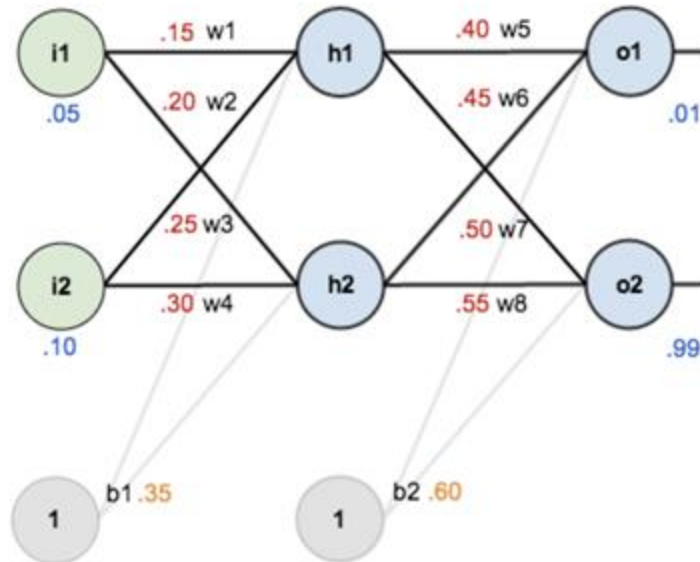 i1 .15 w1 h1 .40 w5 o1
.05 .20 w2 .45 w6 .01
.25 w3 .50 w7
i2 .30 w4 h2 .55 w8 o2
.10 .99
1 b1 .35 1 b2 .60